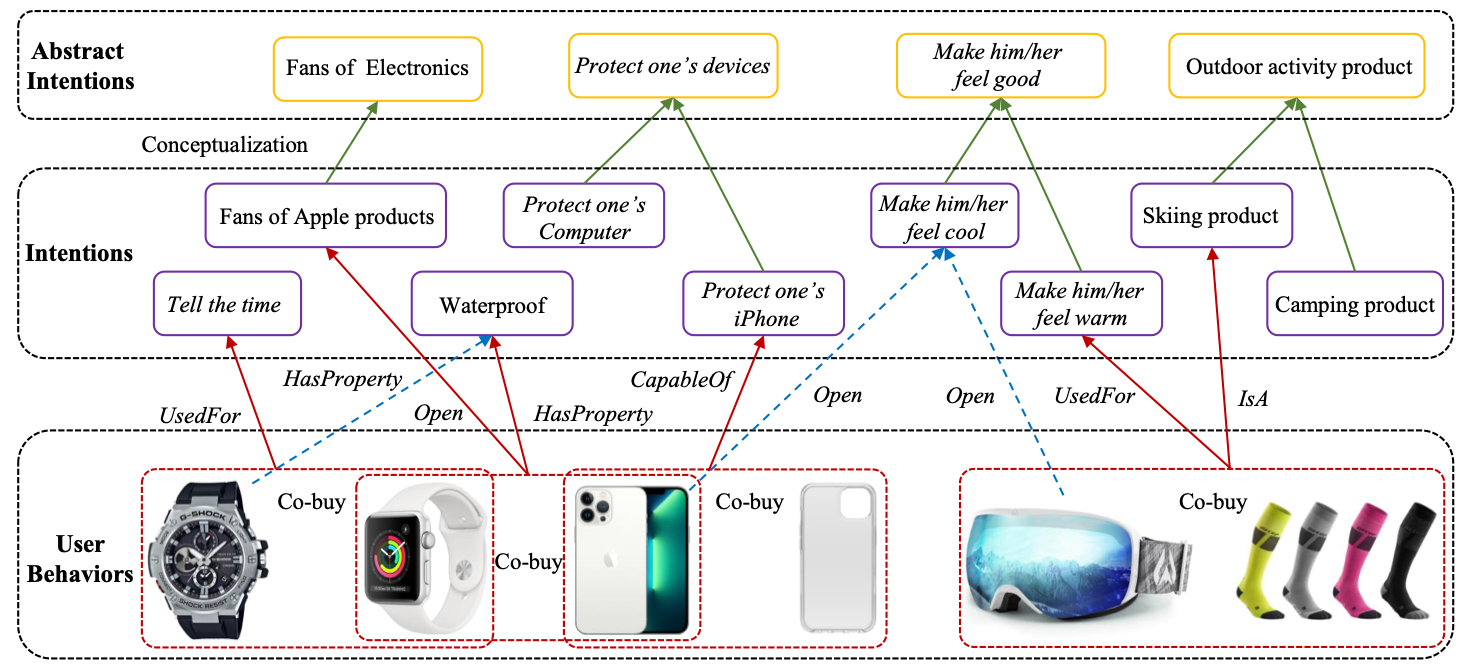 Abstract
Intentions
Fans of Electronics
Protect one's devices
Make him/her
feel good
Outdoor activity product
Conceptualization
Intentions
Fans of Apple products
Protect one's
Computer
Make him/her
feel cool
Skiing product
Tell the time
Waterproof
Protect one's
iPhone
Make him/her
feel warm
Camping product
HasProperty
CapableOf
UsedFor
Open
HasProperty
Open
Open
UsedFor
IsA
User
Behaviors
Co-buy
Co-buy
Co-buy
Co-buy
G-SHOCK
SHOCK RESIST